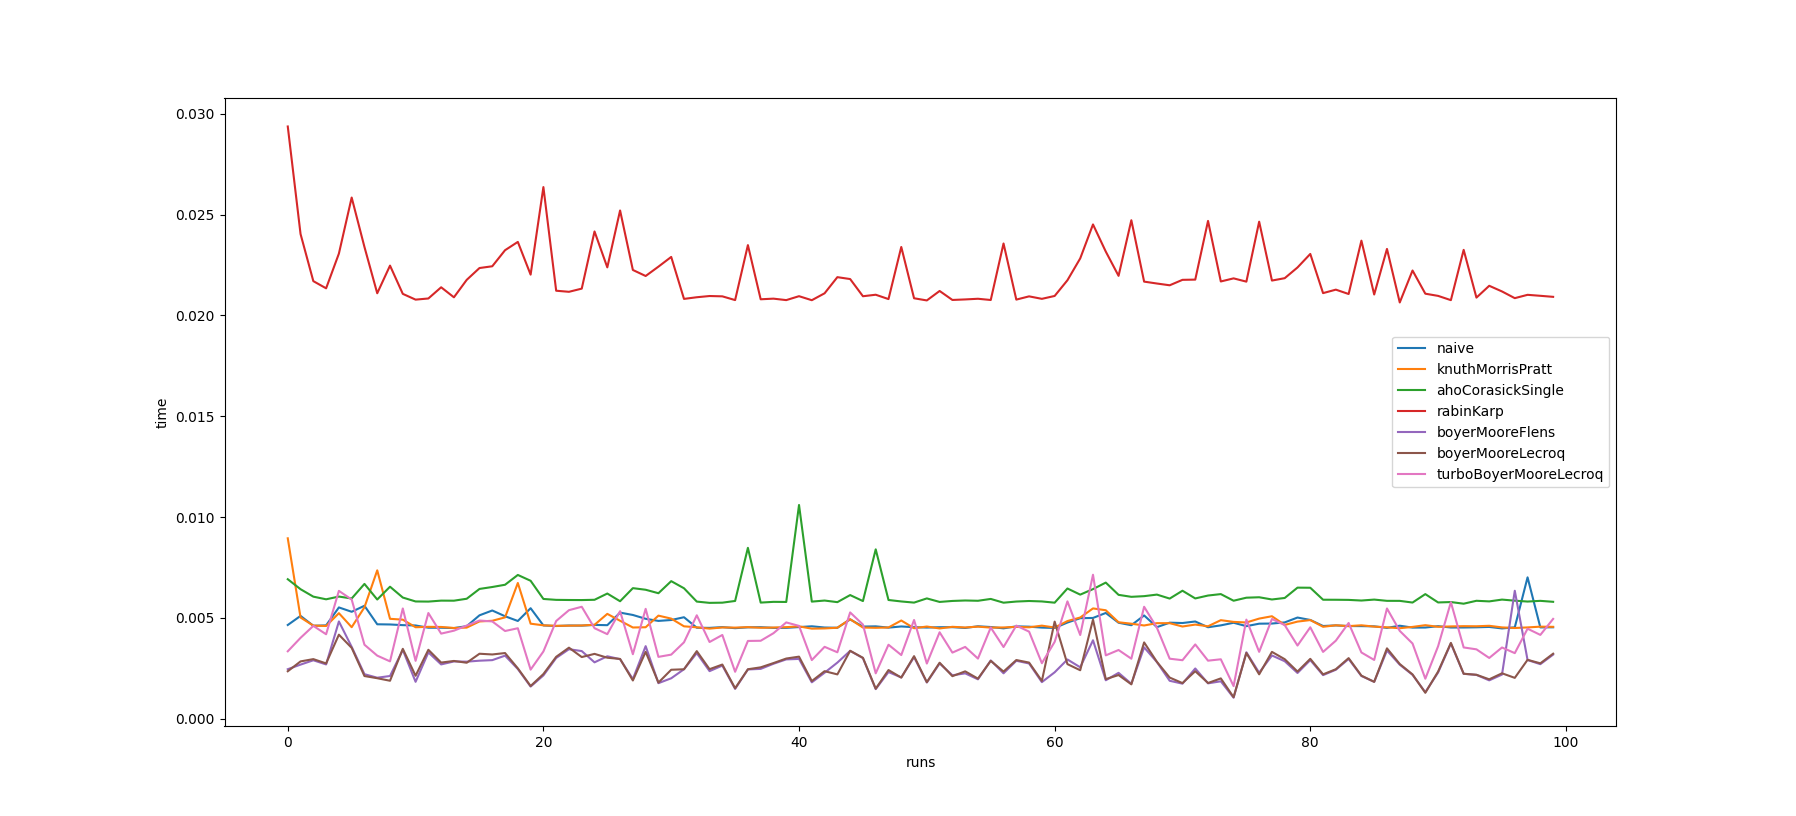 0.030
0.025
0.020
0.015
0.010
0.005
0.000
time
0 20 40 60 80 100
runs
naive
knuthMorrisPratt
ahoCorasickSingle
rabinKarp
boyerMooreFlens
boyerMooreLecroq
turboBoyerMooreLecroq